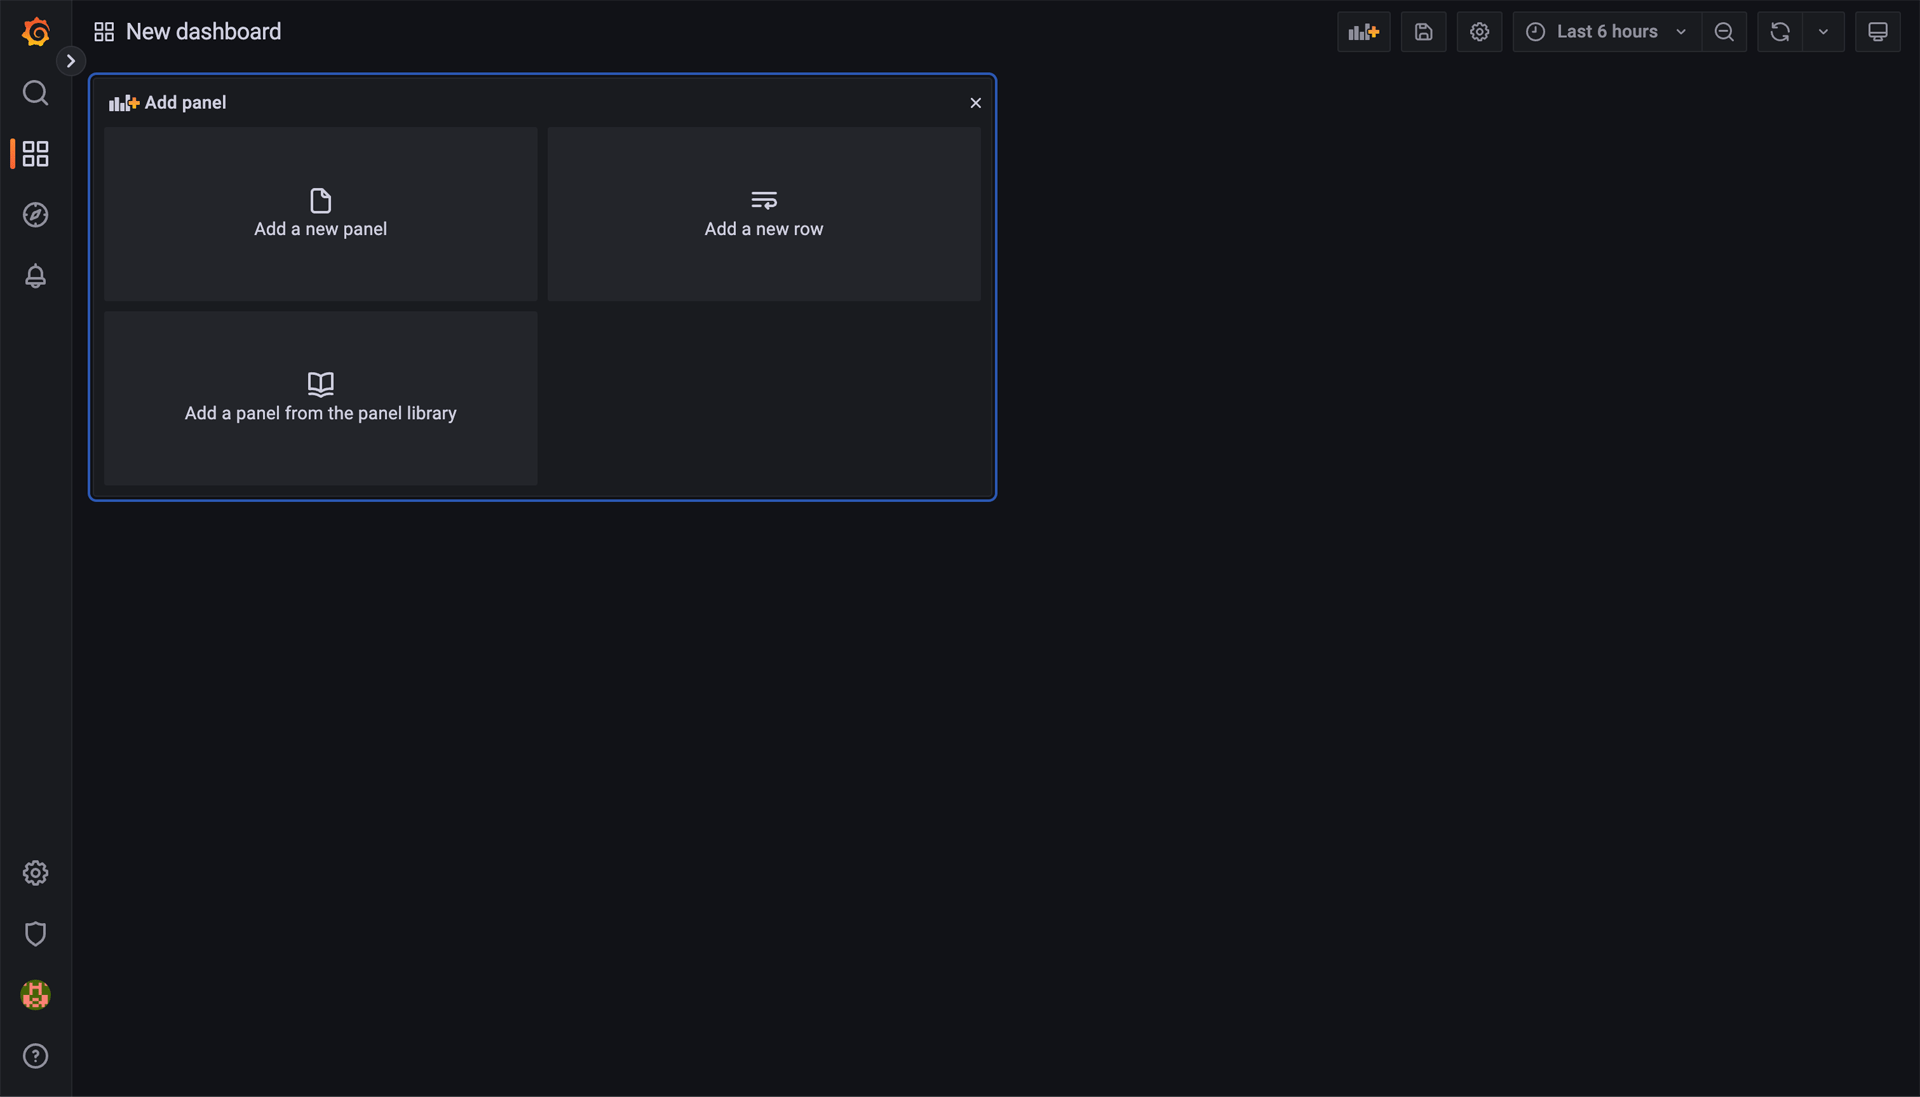 New dashboard
Last 6 hours
Add panel
Add a new panel
Add a new row
Add a panel from the panel library